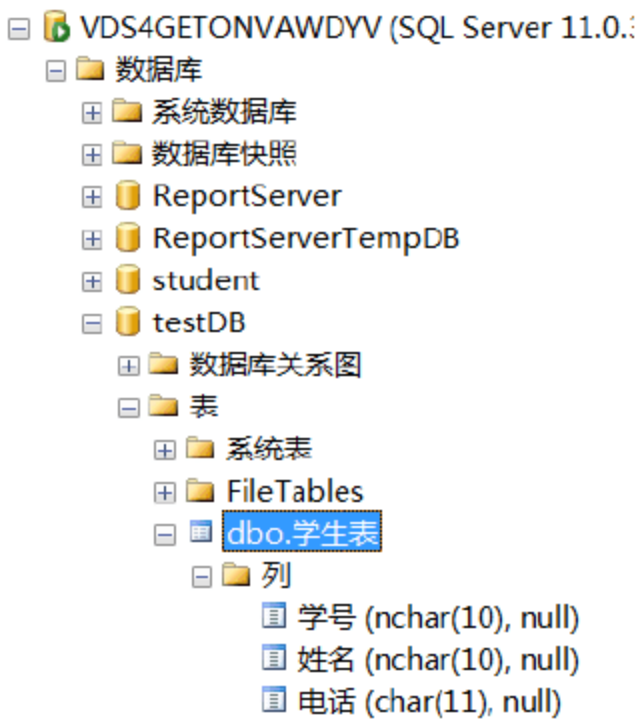 VDS4GETONVAWDYV (SQL Server 11.0.
数据库
系统数据库
数据库快照
ReportServer
ReportServerTempDB
student
testDB
数据库关系图
表
系统表
FileTables
dbo.学生表
列
学号 (nchar(10), null)
姓名 (nchar(10), null)
电话 (char(11), null)